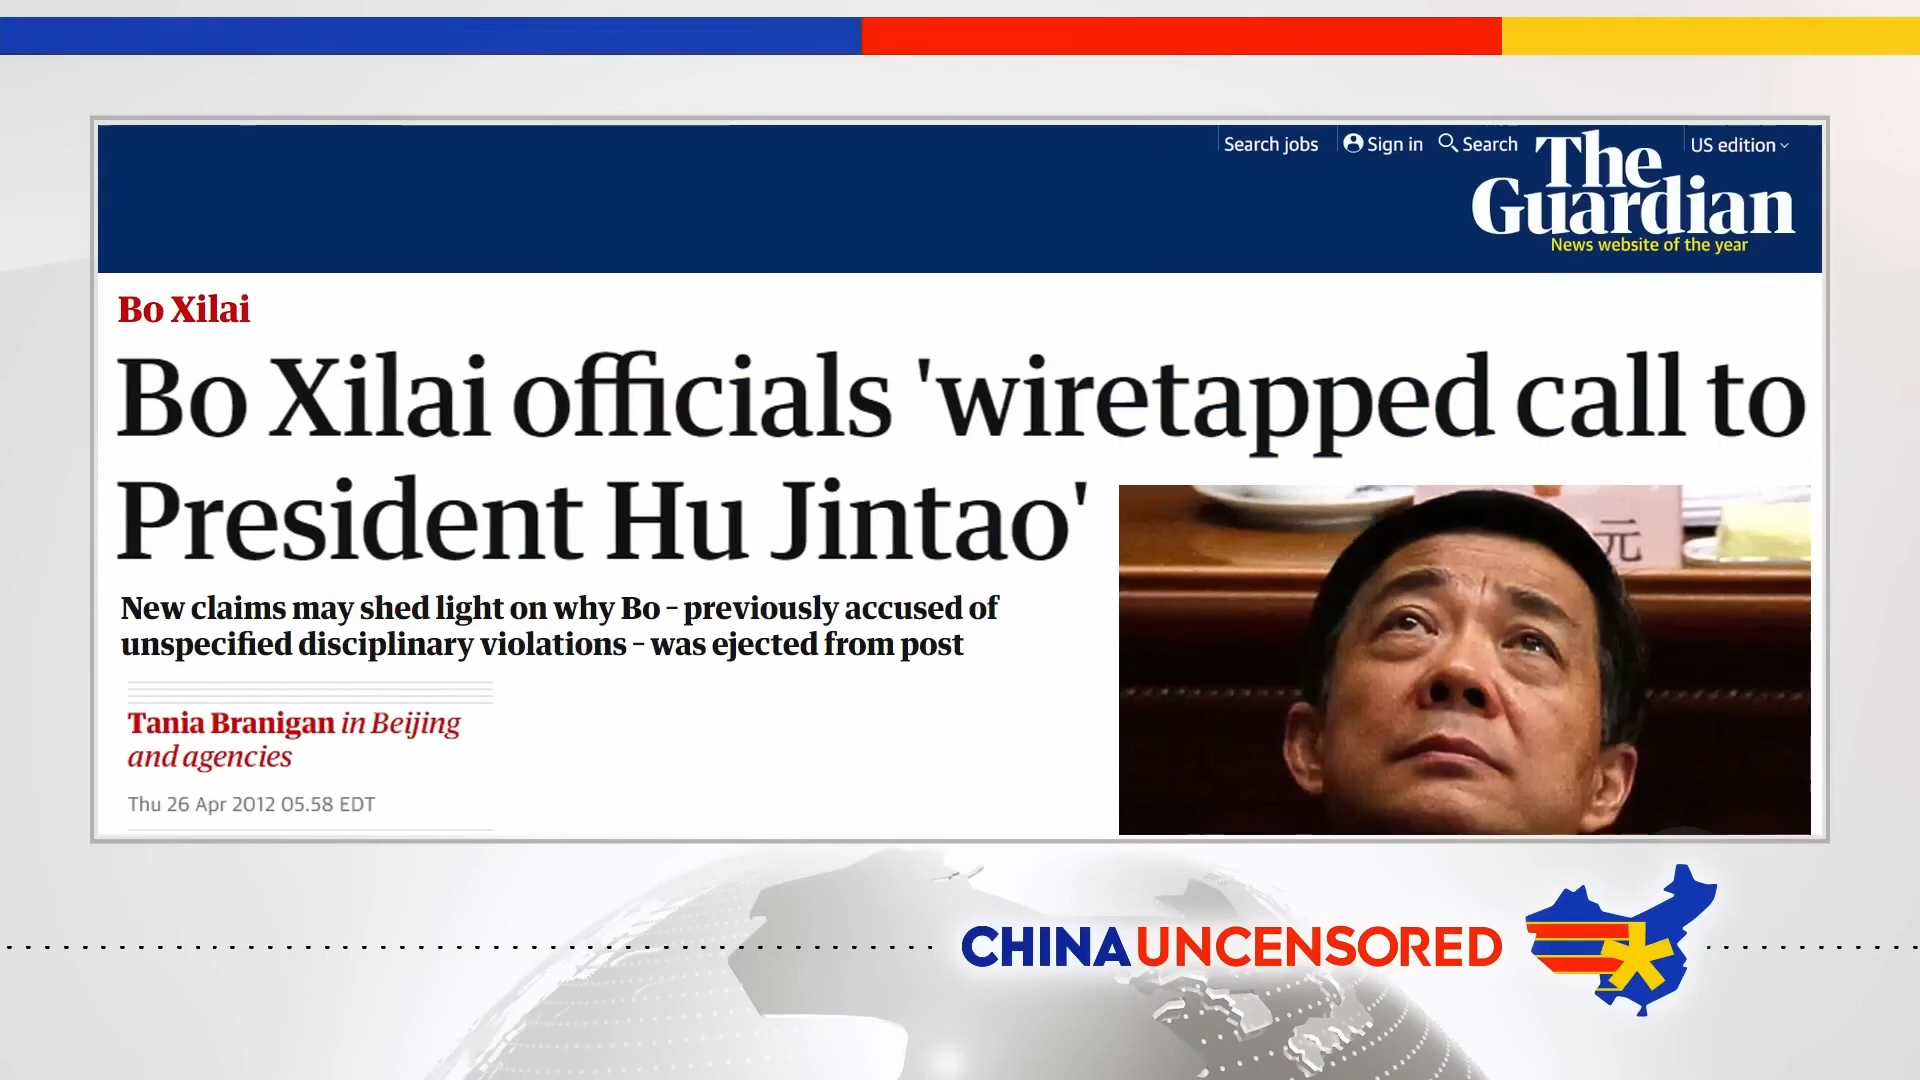 Search jobs
Sign in
Search
US edition
The
Guardian
News website of the year
Bo Xilai
Bo Xilai officials 'wiretapped call to
President Hu Jintao'
New claims may shed light on why Bo – previously accused of
unspecified disciplinary violations – was ejected from post
Tania Branigan in Beijing
and agencies
Thu 26 Apr 2012 05.58 EDT
元
CHINAUNCENSORED